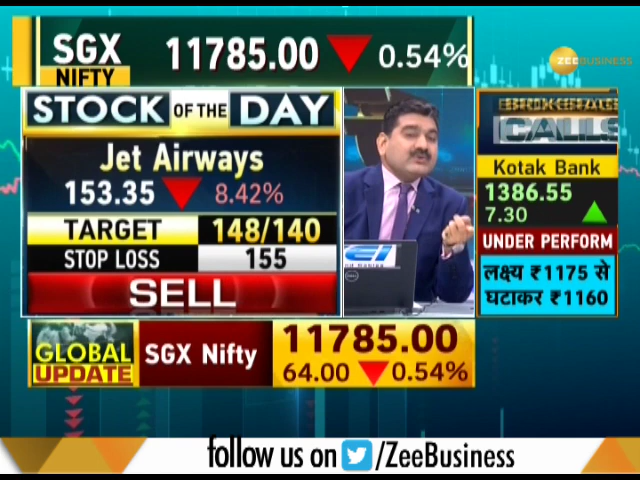 SGX NIFTY 11785.00 0.54%
ZEEBUSINESS
STOCK OF THE DAY
Jet Airways
153.35 8.42%
TARGET 148/140
STOP LOSS 155
SELL
CALLS
Kotak Bank
1386.55
7.30
UNDER PERFORM
लक्ष्य ₹1175 से
घटाकर ₹1160
DELL
GLOBAL UPDATE
SGX Nifty
11785.00
64.00 0.54%
follow us on /ZeeBusiness